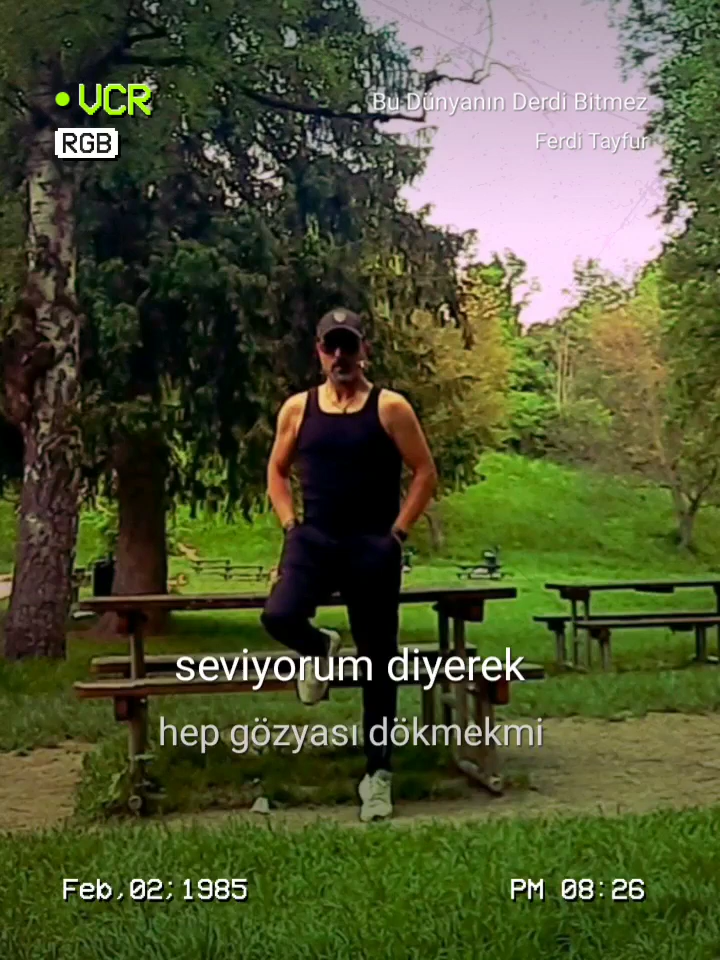 VCR
RGB
Bu Dünyanın Derdi Bitmez
Ferdi Tayfur
seviyorum diyerek
hep gözyası dökmekmi
Feb,02;1985
PM 08:26